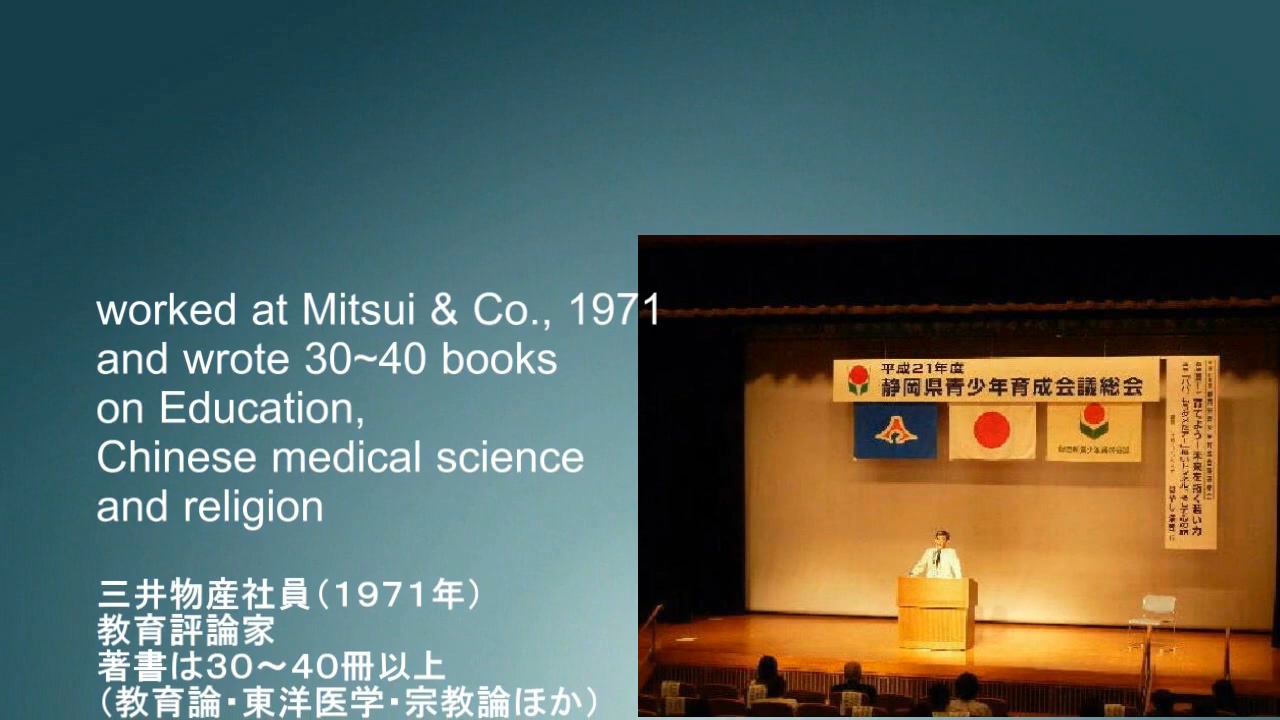 worked at Mitsui & Co., 1971
and wrote 30~40 books
on Education,
Chinese medical science
and religion
三井物産社員（１９７１年）
教育評論家
著書は３０～４０冊以上
（教育論・東洋医学・宗教論ほか）
平成21年度
静岡県青少年育成会議総会